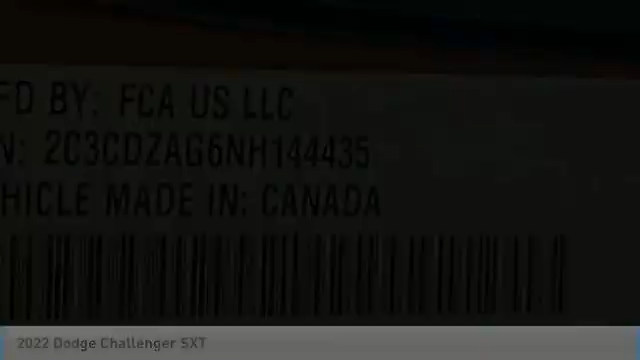 FD BY: FCA US LLC
N: 2C3CDZAG6NH144435
HICLE MADE IN: CANADA
2022 Dodge Challenger SXT